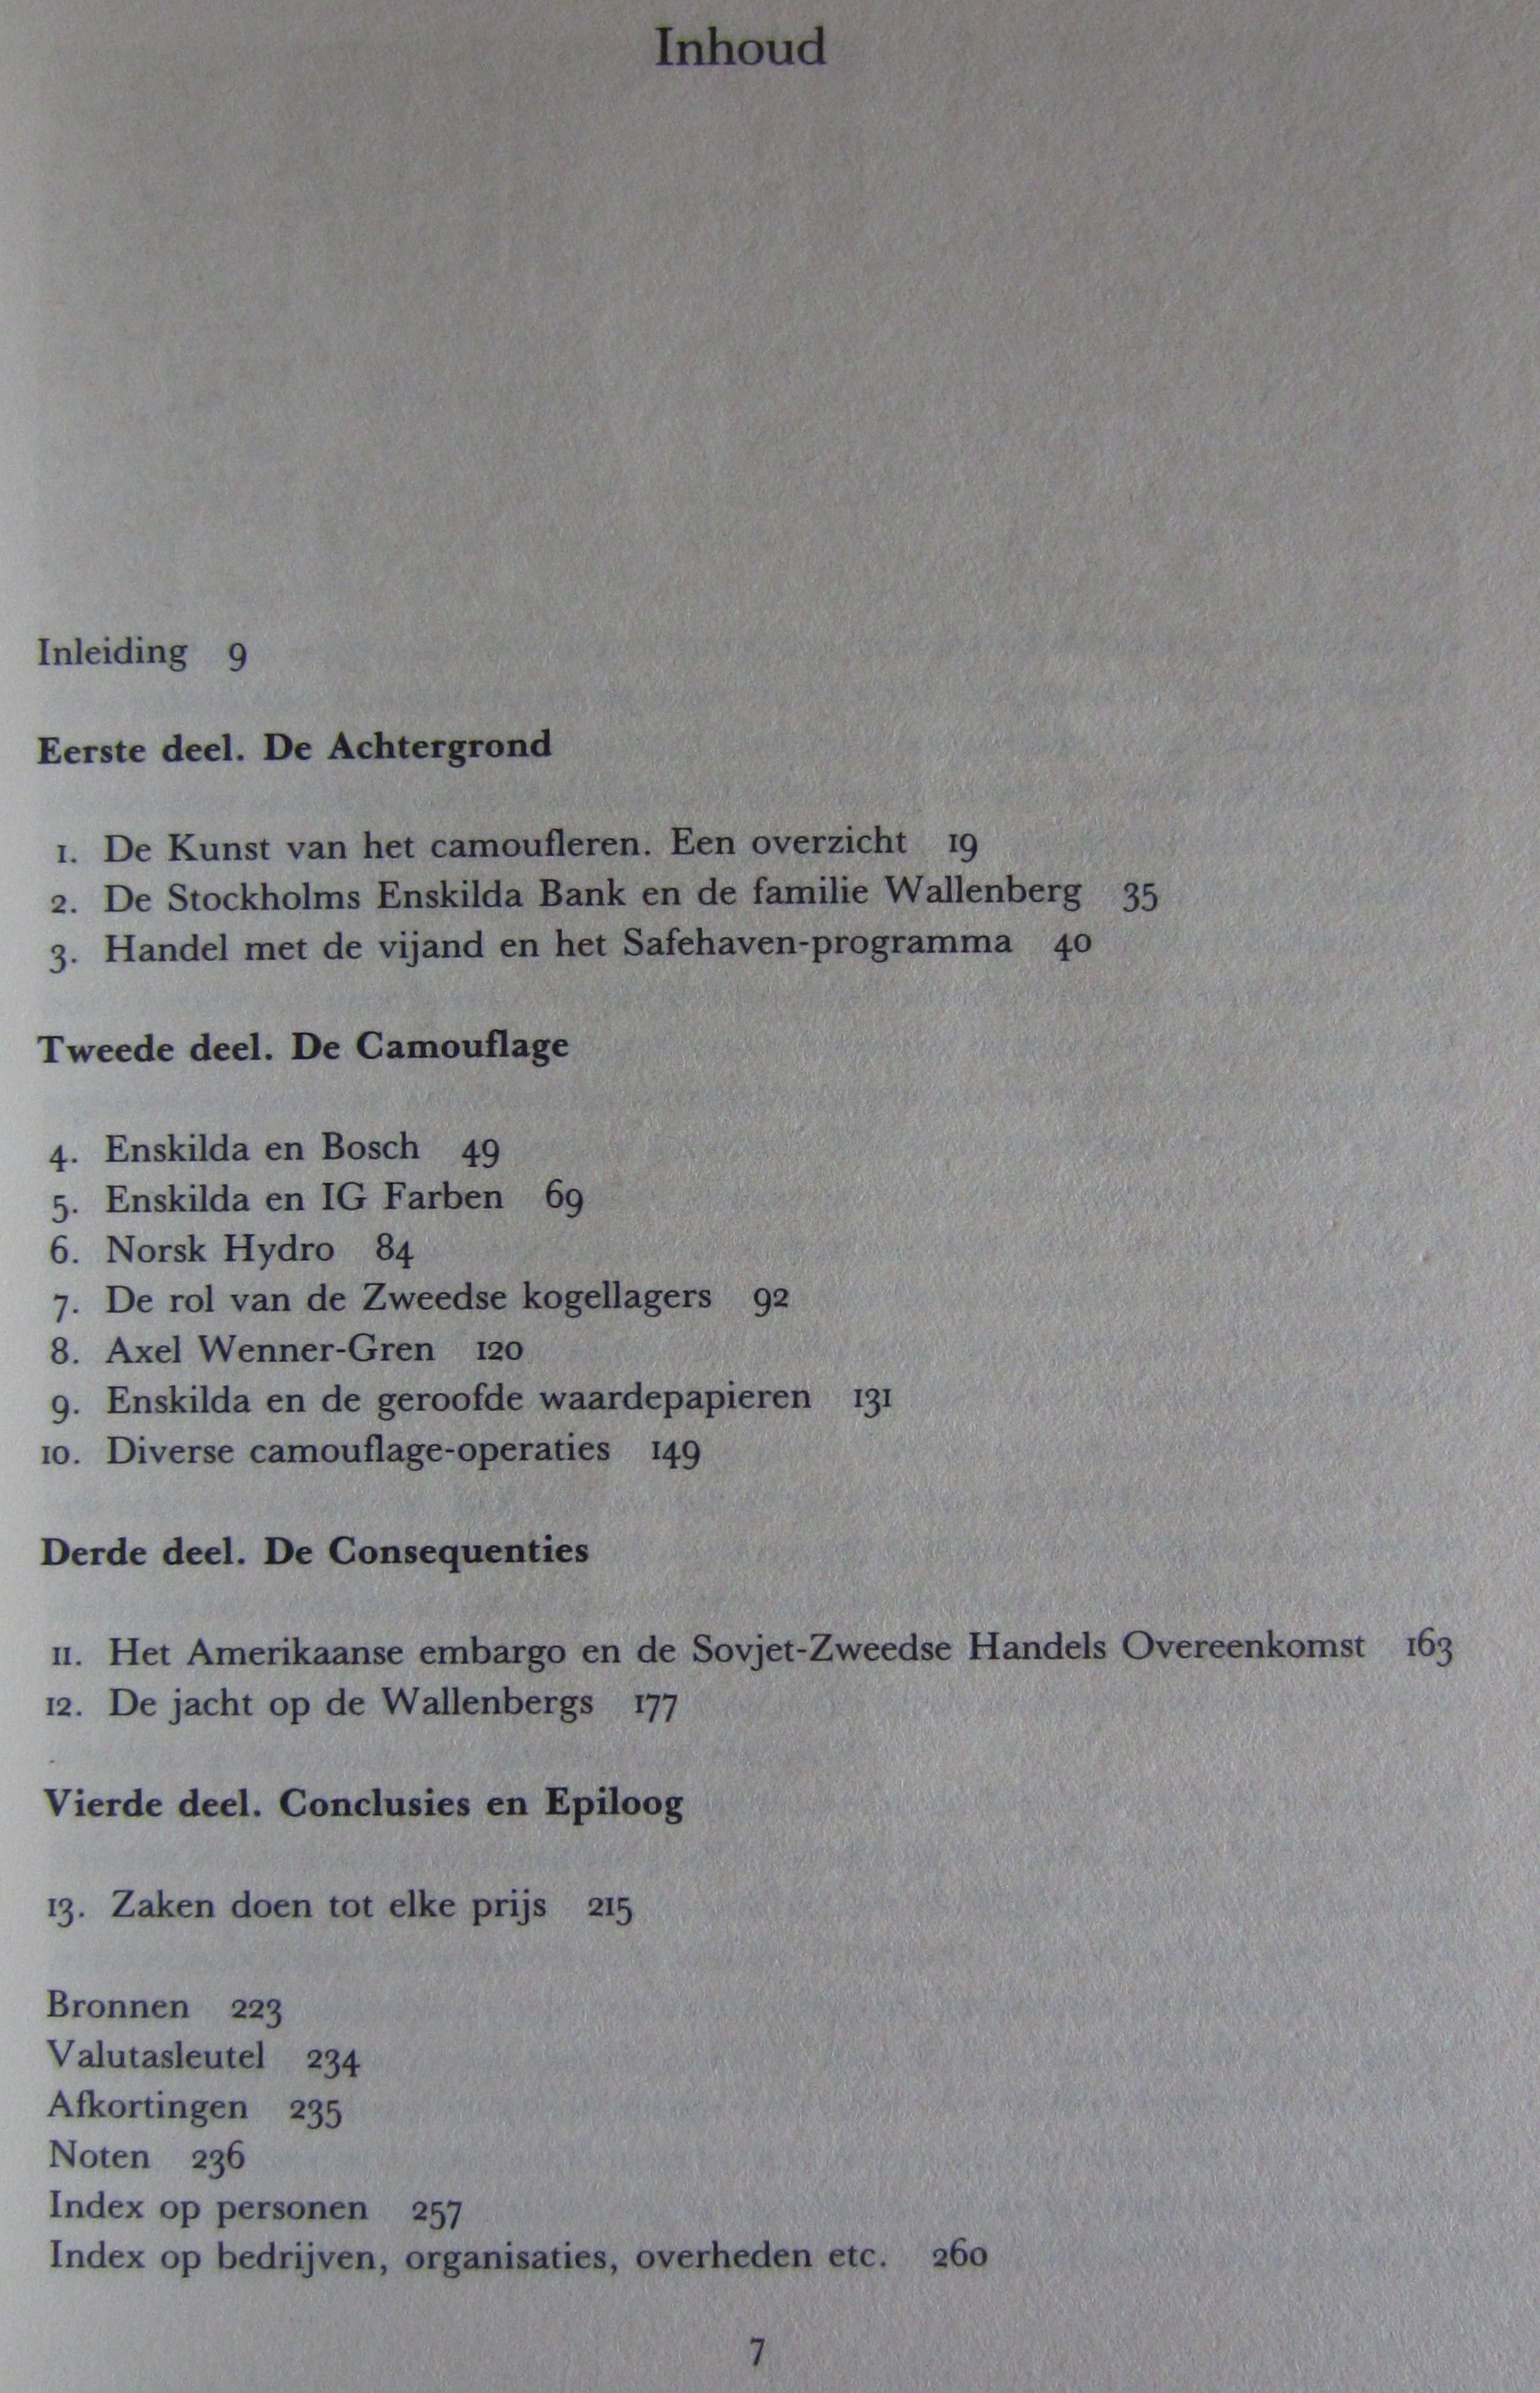 Inhoud
Inleiding 9
Eerste deel. De Achtergrond
1. De Kunst van het camoufleren. Een overzicht 19
2. De Stockholms Enskilda Bank en de familie Wallenberg 35
3. Handel met de vijand en het Safehaven-programma 40
Tweede deel. De Camouflage
4. Enskilda en Bosch 49
5. Enskilda en IG Farben 69
6. Norsk Hydro 84
7. De rol van de Zweedse kogellagers 92
8. Axel Wenner-Gren 120
9. Enskilda en de geroofde waardepapieren 131
10. Diverse camouflage-operaties 149
Derde deel. De Consequenties
11. Het Amerikaanse embargo en de Sovjet-Zweedse Handels Overeenkomst 163
12. De jacht op de Wallenbergs 177
Vierde deel. Conclusies en Epiloog
13. Zaken doen tot elke prijs 215
Bronnen 223
Valutasleutel 234
Afkortingen 235
Noten 236
Index op personen 257
Index op bedrijven, organisaties, overheden etc. 260
7